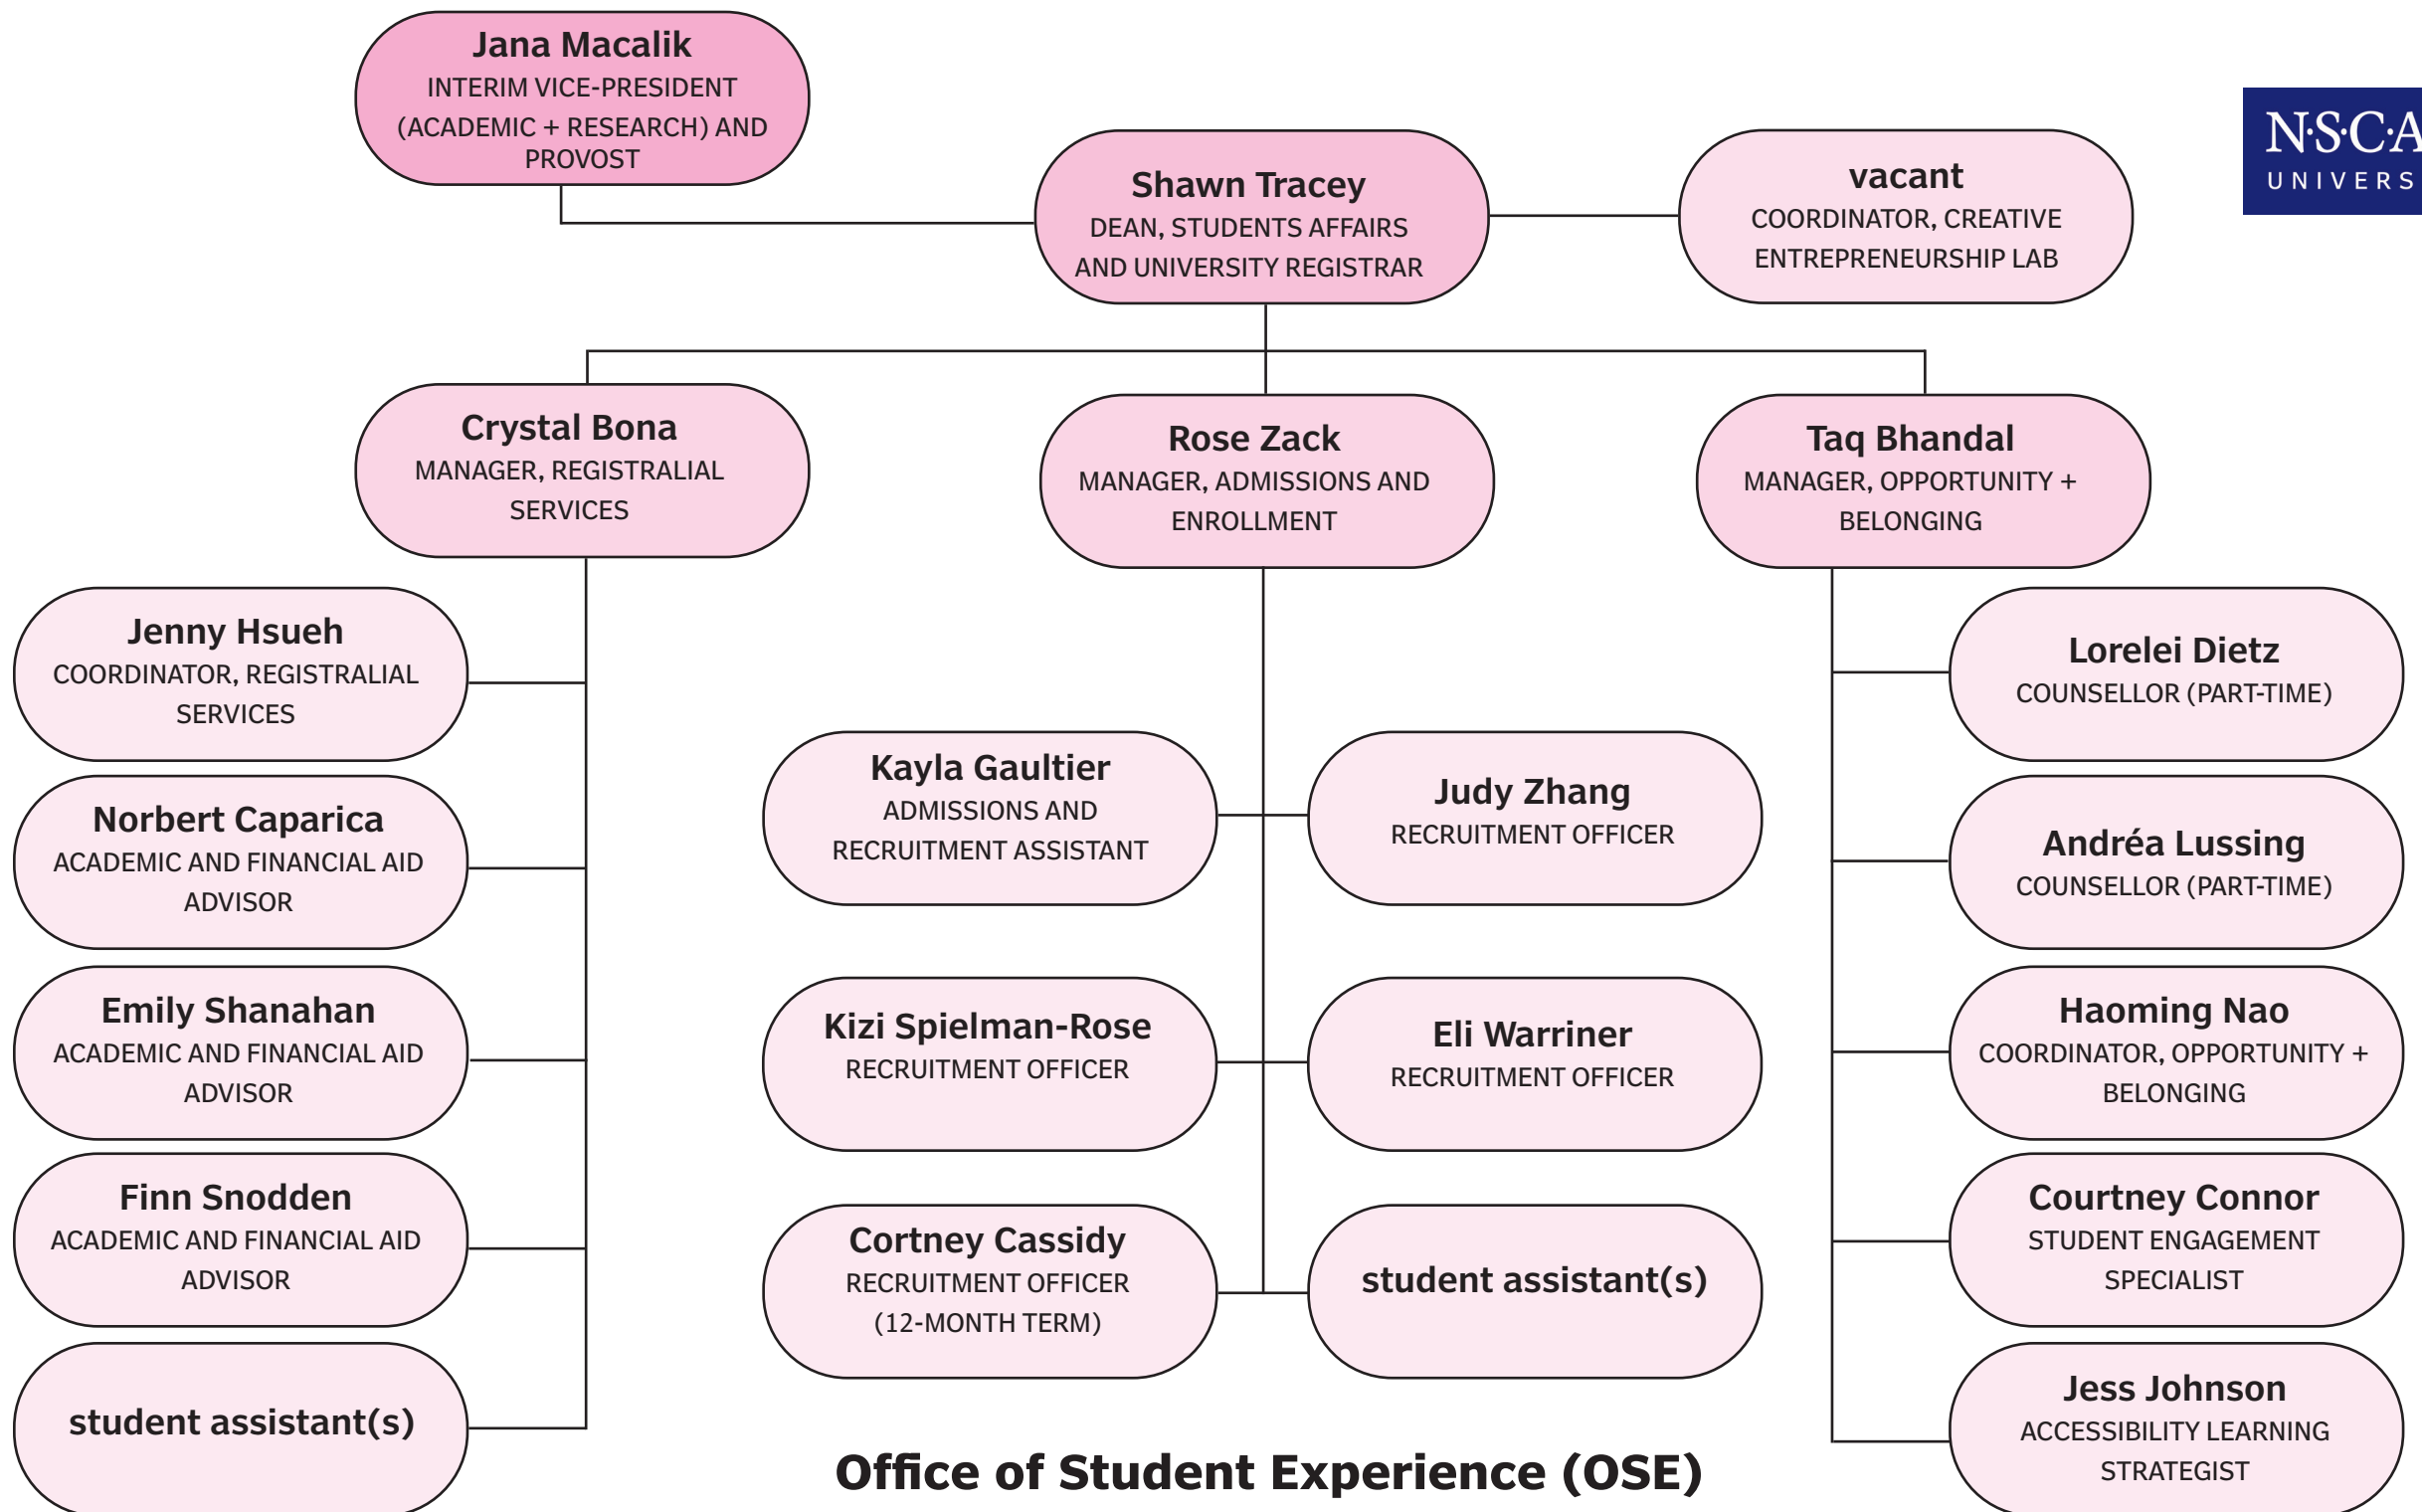 Jana Macalik
INTERIM VICE-PRESIDENT
(ACADEMIC + RESEARCH) AND
PROVOST
Shawn Tracey
DEAN, STUDENTS AFFAIRS
AND UNIVERSITY REGISTRAR
vacant
COORDINATOR, CREATIVE
ENTREPRENEURSHIP LAB
N·S·C·A
UNIVERS
Crystal Bona
MANAGER, REGISTRALIAL
SERVICES
Rose Zack
MANAGER, ADMISSIONS AND
ENROLLMENT
Taq Bhandal
MANAGER, OPPORTUNITY +
BELONGING
Jenny Hsueh
COORDINATOR, REGISTRALIAL
SERVICES
Norbert Caparica
ACADEMIC AND FINANCIAL AID
ADVISOR
Emily Shanahan
ACADEMIC AND FINANCIAL AID
ADVISOR
Finn Snodden
ACADEMIC AND FINANCIAL AID
ADVISOR
student assistant(s)
Kayla Gaultier
ADMISSIONS AND
RECRUITMENT ASSISTANT
Judy Zhang
RECRUITMENT OFFICER
Kizi Spielman-Rose
RECRUITMENT OFFICER
Eli Warriner
RECRUITMENT OFFICER
Cortney Cassidy
RECRUITMENT OFFICER
(12-MONTH TERM)
student assistant(s)
Lorelei Dietz
COUNSELLOR (PART-TIME)
Andréa Lussing
COUNSELLOR (PART-TIME)
Haoming Nao
COORDINATOR, OPPORTUNITY +
BELONGING
Courtney Connor
STUDENT ENGAGEMENT
SPECIALIST
Jess Johnson
ACCESSIBILITY LEARNING
STRATEGIST
Office of Student Experience (OSE)